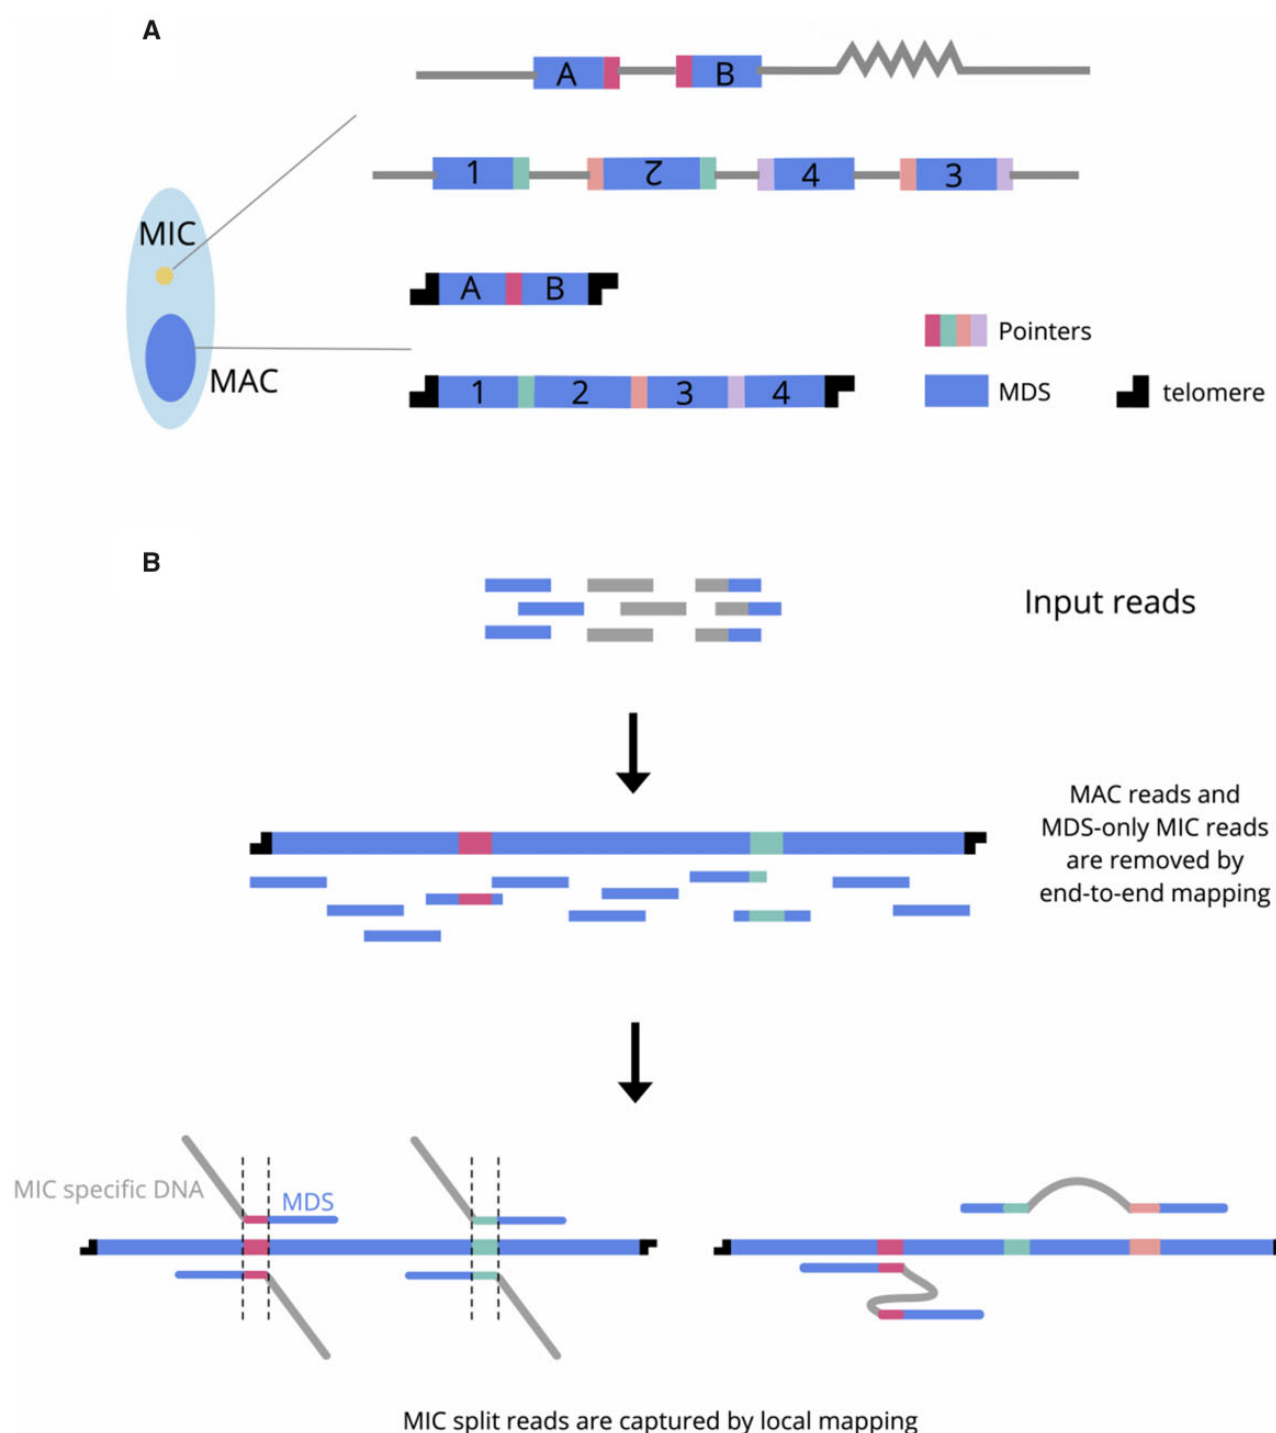 A
A B
1 2 4 3
MIC
A B
Pointers
MAC
1 2 3 4
MDS
telomere
B
Input reads
MAC reads and
MDS-only MIC reads
are removed by
end-to-end mapping
MIC specific DNA
MDS
MIC split reads are captured by local mapping